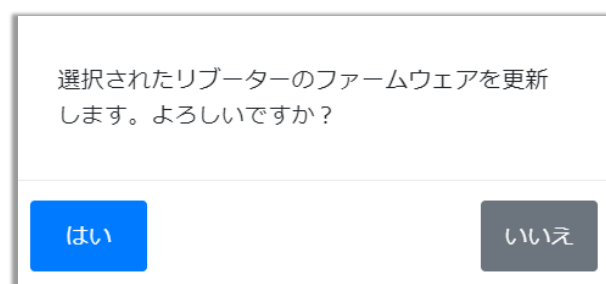 選択されたリブーターのファームウェアを更新
します。よろしいですか？
はい
いいえ